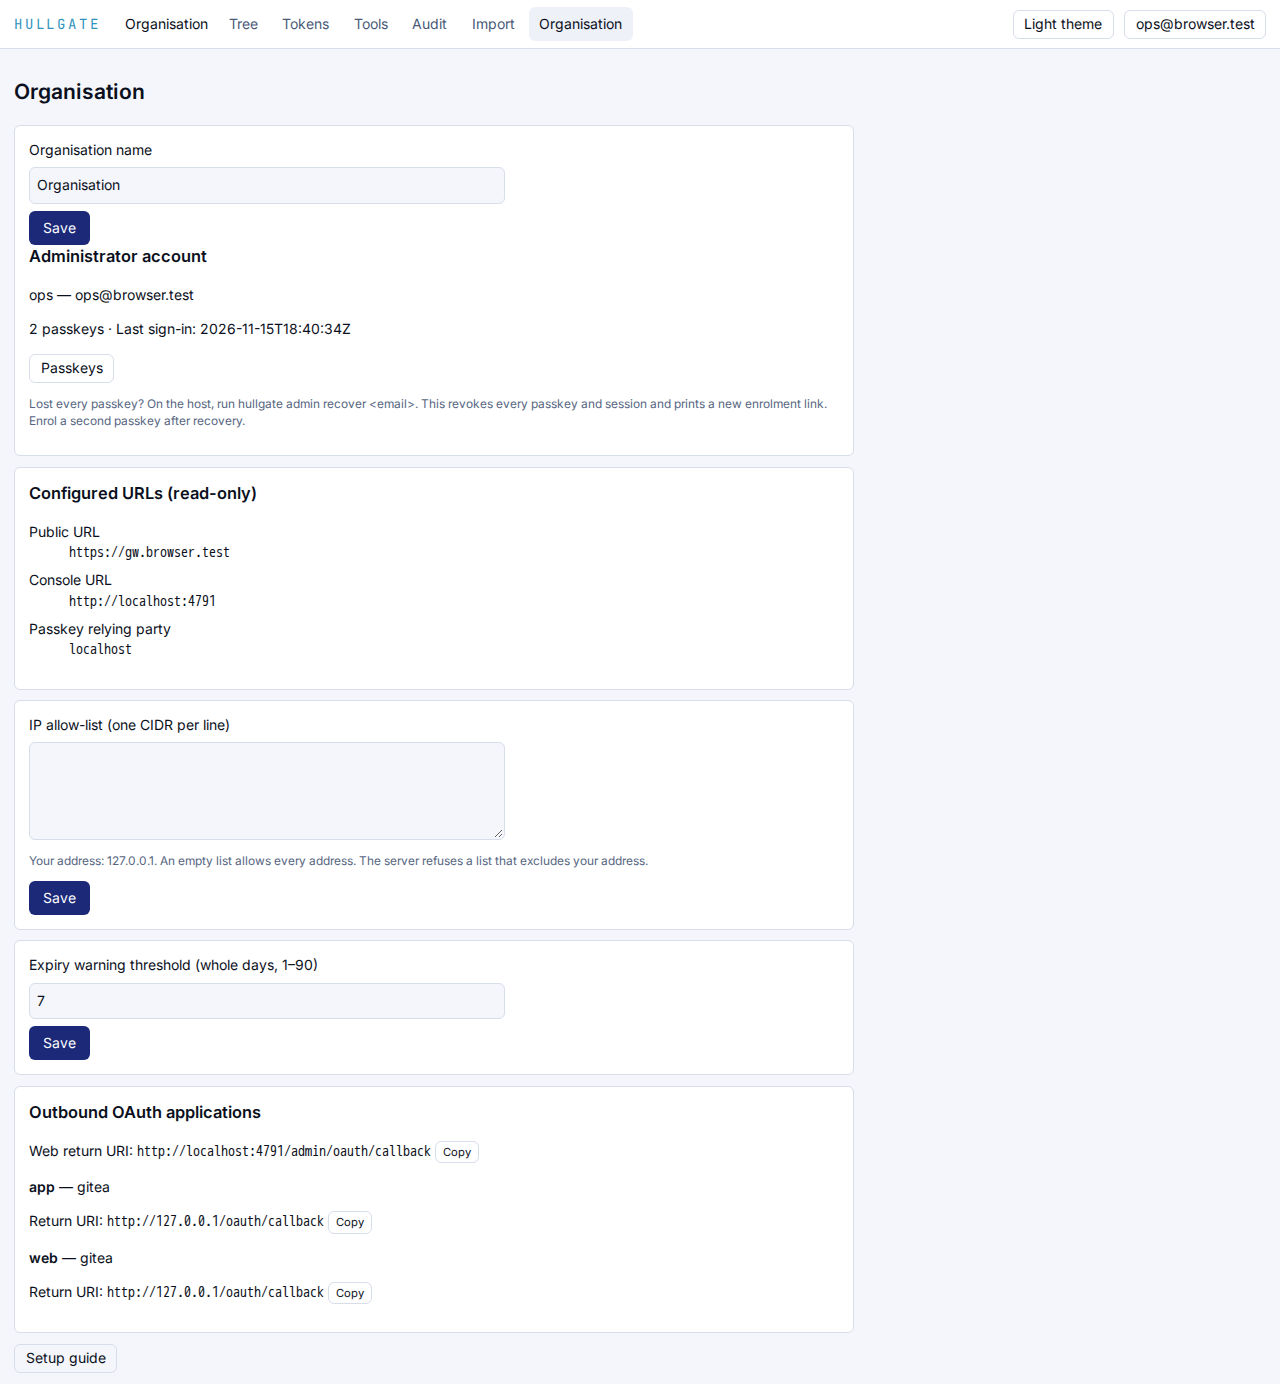 HULLGATE Organisation Tree Tokens Tools Audit Import Organisation Light theme ops@browser.test
Organisation
Organisation name
Organisation
Save
Administrator account
ops — ops@browser.test
2 passkeys · Last sign-in: 2026-11-15T18:40:34Z
Passkeys
Lost every passkey? On the host, run hullgate admin recover <email>. This revokes every passkey and session and prints a new enrolment link.
Enrol a second passkey after recovery.
Configured URLs (read-only)
Public URL
https://gw.browser.test
Console URL
http://localhost:4791
Passkey relying party
localhost
IP allow-list (one CIDR per line)
Your address: 127.0.0.1. An empty list allows every address. The server refuses a list that excludes your address.
Save
Expiry warning threshold (whole days, 1–90)
7
Save
Outbound OAuth applications
Web return URI: http://localhost:4791/admin/oauth/callback Copy
app — gitea
Return URI: http://127.0.0.1/oauth/callback Copy
web — gitea
Return URI: http://127.0.0.1/oauth/callback Copy
Setup guide